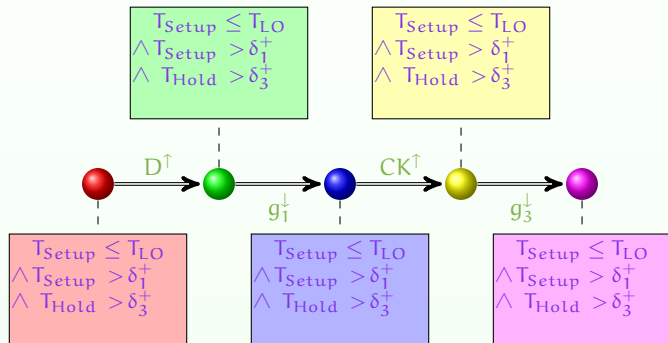 T_Setup ≤ T_LO
∧ T_Setup > δ_1^+
∧ T_Hold > δ_3^+
T_Setup ≤ T_LO
∧ T_Setup > δ_1^+
∧ T_Hold > δ_3^+
D↑
g_1^↓
CK↑
g_3^↓
T_Setup ≤ T_LO
∧ T_Setup > δ_1^+
∧ T_Hold > δ_3^+
T_Setup ≤ T_LO
∧ T_Setup > δ_1^+
∧ T_Hold > δ_3^+
T_Setup ≤ T_LO
∧ T_Setup > δ_1^+
∧ T_Hold > δ_3^+